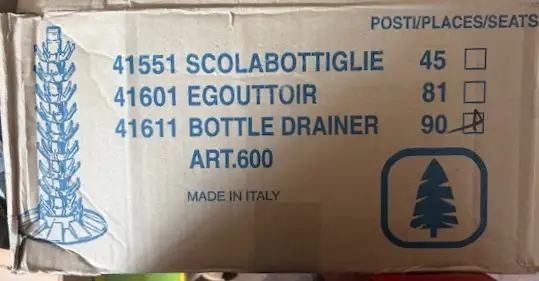 POSTI/PLACES/SEATS
41551 SCOLABOTTIGLIE 45
41601 EGOUTTOIR 81
41611 BOTTLE DRAINER 90
ART.600
MADE IN ITALY